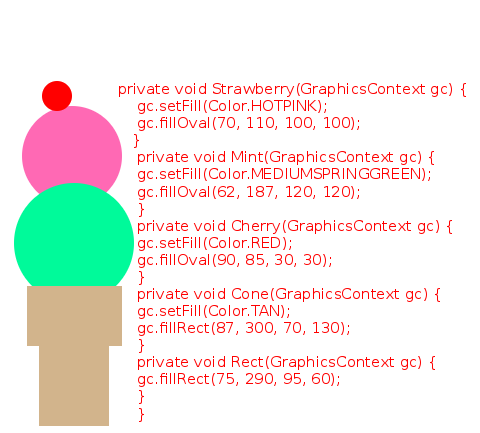 private void Strawberry(GraphicsContext gc) {
gc.setFill(Color.HOTPINK);
gc.fillOval(70, 110, 100, 100);
}
private void Mint(GraphicsContext gc) {
gc.setFill(Color.MEDIUMSPRINGGREEN);
gc.fillOval(62, 187, 120, 120);
}
private void Cherry(GraphicsContext gc) {
gc.setFill(Color.RED);
gc.fillOval(90, 85, 30, 30);
}
private void Cone(GraphicsContext gc) {
gc.setFill(Color.TAN);
gc.fillRect(87, 300, 70, 130);
}
private void Rect(GraphicsContext gc) {
gc.fillRect(75, 290, 95, 60);
}
}